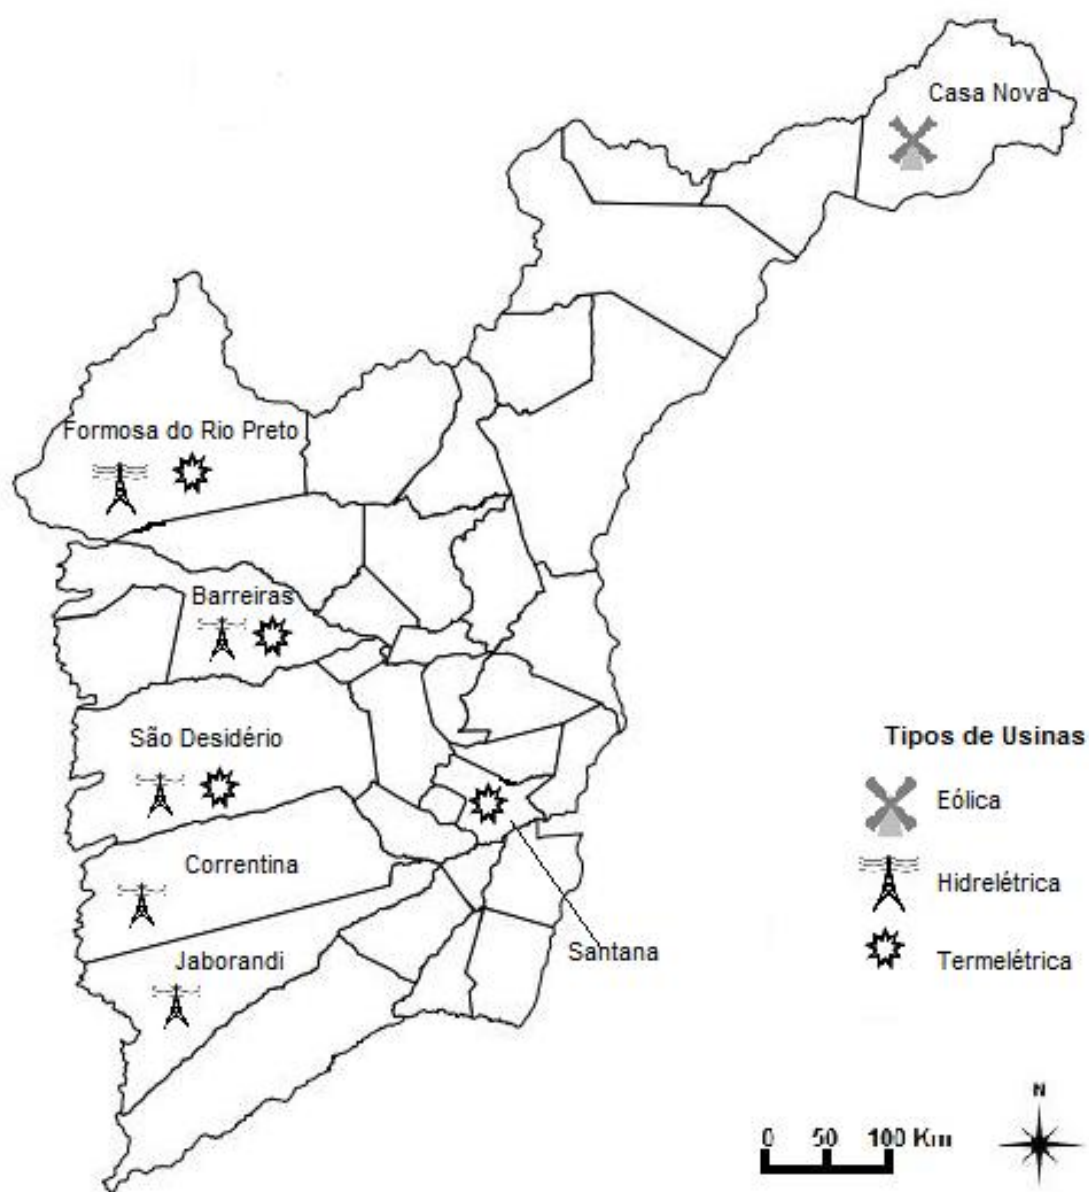 Casa Nova
Formosa do Rio Preto
Barreiras
São Desidério
Tipos de Usinas
Eólica
Correntina
Hidrelétrica
Santana
Jaborandi
Termelétrica
N
0 50 100 Km